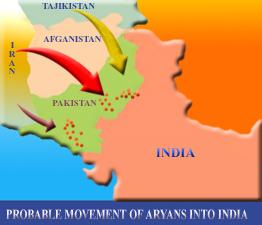 TAJIKISTAN
AFGANISTAN
IRAN
PAKISTAN
INDIA
PROBABLE MOVEMENT OF ARYANS INTO INDIA